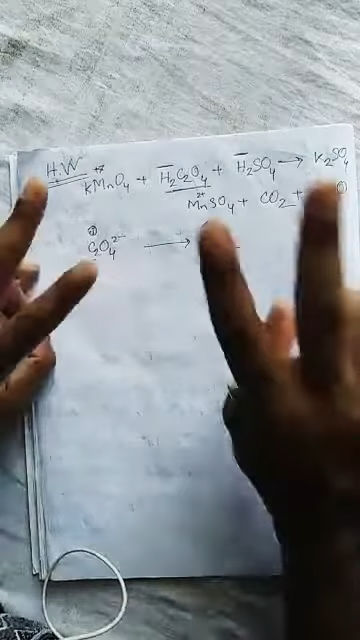 H.W
+7
KMnO4 + H2C2O4 + H2SO4 → K2SO4
2+
MnSO4 + CO2 +
C2O4 2- →